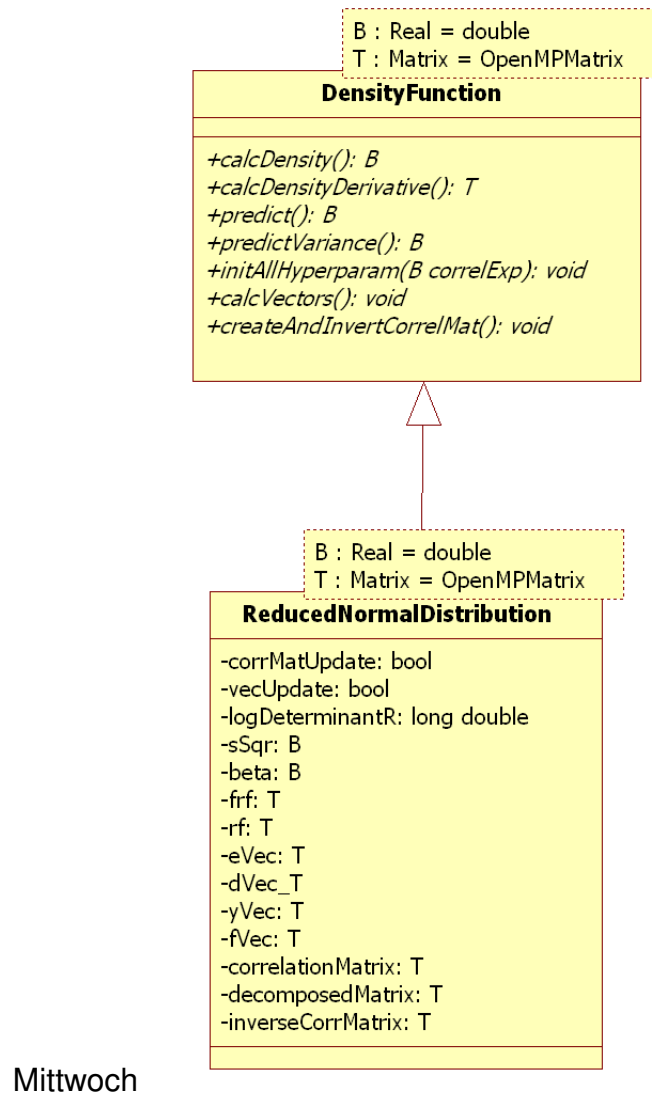 B : Real = double
T : Matrix = OpenMPMatrix
DensityFunction
+calcDensity(): B
+calcDensityDerivative(): T
+predict(): B
+predictVariance(): B
+initAllHyperparam(B correlExp): void
+calcVectors(): void
+createAndInvertCorrelMat(): void
B : Real = double
T : Matrix = OpenMPMatrix
ReducedNormalDistribution
-corrMatUpdate: bool
-vecUpdate: bool
-logDeterminantR: long double
-sSqr: B
-beta: B
-frf: T
-rf: T
-eVec: T
-dVec_T
-yVec: T
-fVec: T
-correlationMatrix: T
-decomposedMatrix: T
-inverseCorrMatrix: T
Mittwoch